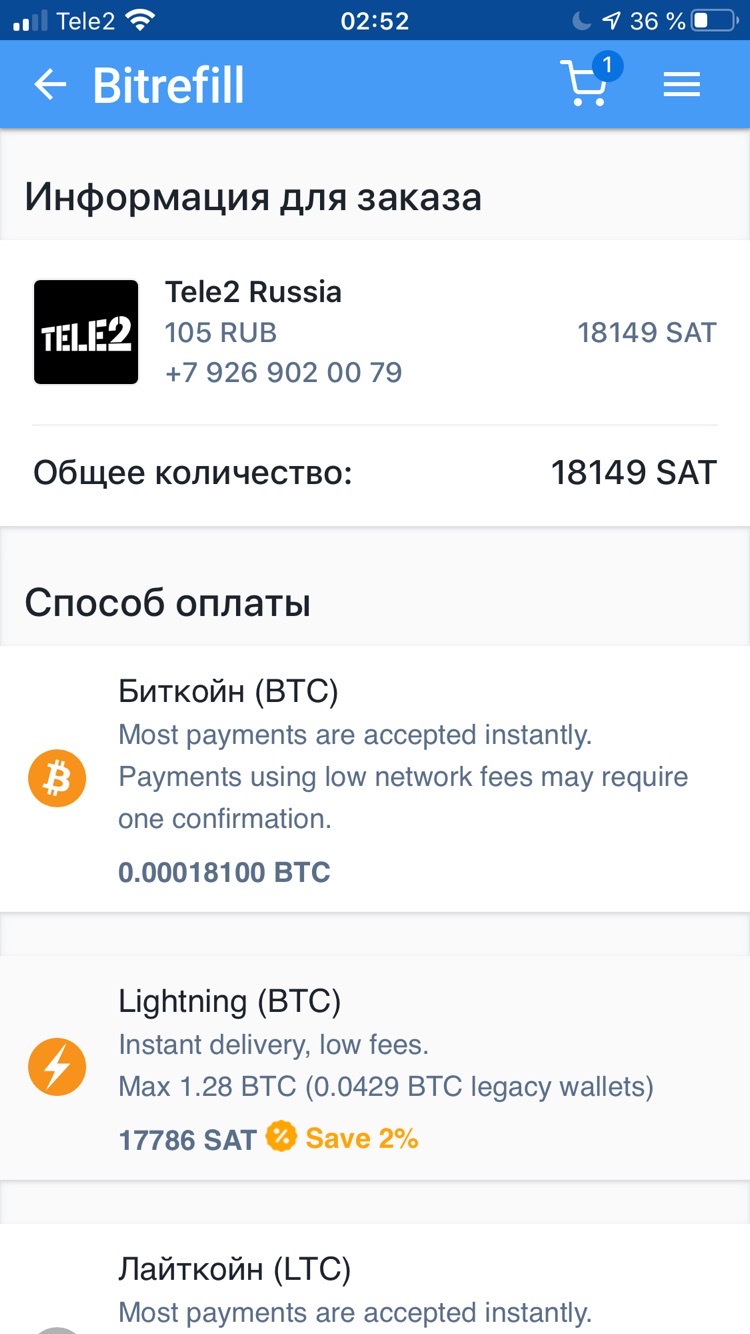 Tele2 02:52 36 %
Bitrefill 1
Информация для заказа
TELE2
Tele2 Russia
105 RUB 18149 SAT
+7 926 902 00 79
Общее количество: 18149 SAT
Способ оплаты
Биткойн (BTC)
Most payments are accepted instantly.
Payments using low network fees may require
one confirmation.
0.00018100 BTC
Lightning (BTC)
Instant delivery, low fees.
Max 1.28 BTC (0.0429 BTC legacy wallets)
17786 SAT % Save 2%
Лайткойн (LTC)
Most payments are accepted instantly.